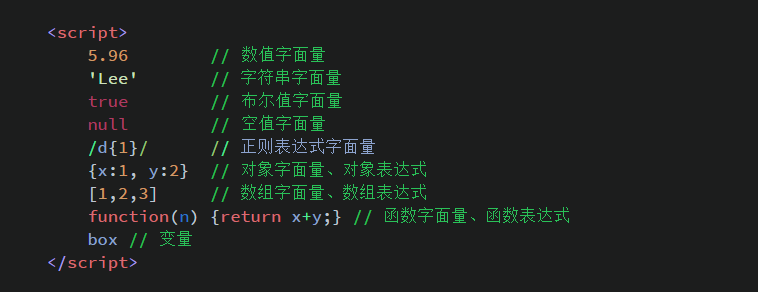 <script>
5.96 // 数值字面量
'Lee' // 字符串字面量
true // 布尔值字面量
null // 空值字面量
/d{1}/ // 正则表达式字面量
{x:1, y:2} // 对象字面量、对象表达式
[1,2,3] // 数组字面量、数组表达式
function(n) {return x+y;} // 函数字面量、函数表达式
box // 变量
</script>